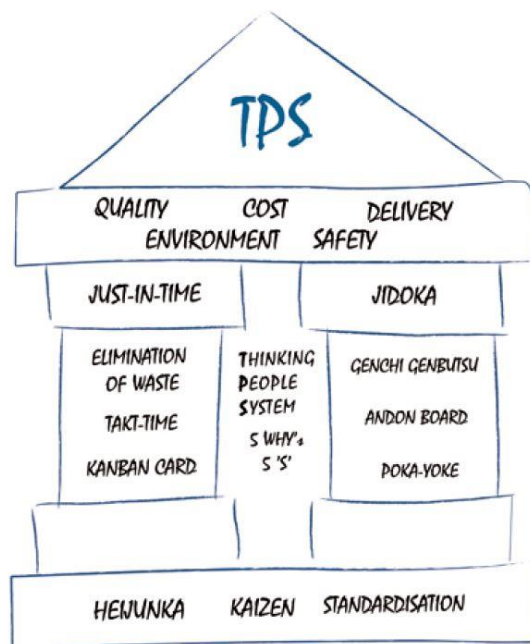 TPS
QUALITY COST DELIVERY
ENVIRONMENT SAFETY
JUST-IN-TIME
JIDOKA
ELIMINATION
OF WASTE
TAKT-TIME
KANBAN CARD
THINKING
PEOPLE
SYSTEM
5 WHY's
5 'S'
GENCHI GENBUTSU
ANDON BOARD
POKA-YOKE
HEIJUNKA KAIZEN STANDARDISATION